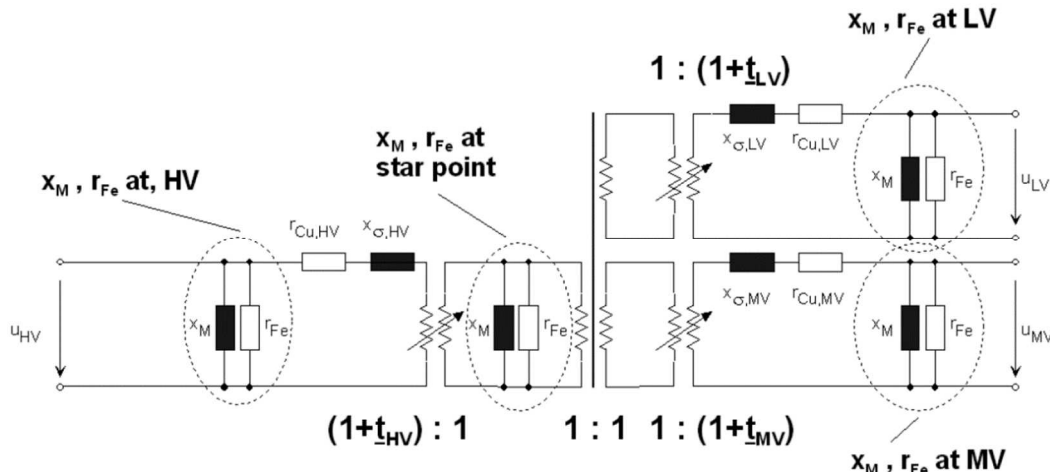 x_M , r_Fe at LV
1 : (1+t_LV)
x_M , r_Fe at
star point
x_σ,LV r_Cu,LV
x_M r_Fe
u_LV
x_M , r_Fe at, HV
r_Cu,HV x_σ,HV
x_M r_Fe
x_M r_Fe
x_σ,MV r_Cu,MV
x_M r_Fe
u_HV
u_MV
(1+t_HV) : 1
1 : 1
1 : (1+t_MV)
x_M , r_Fe at MV